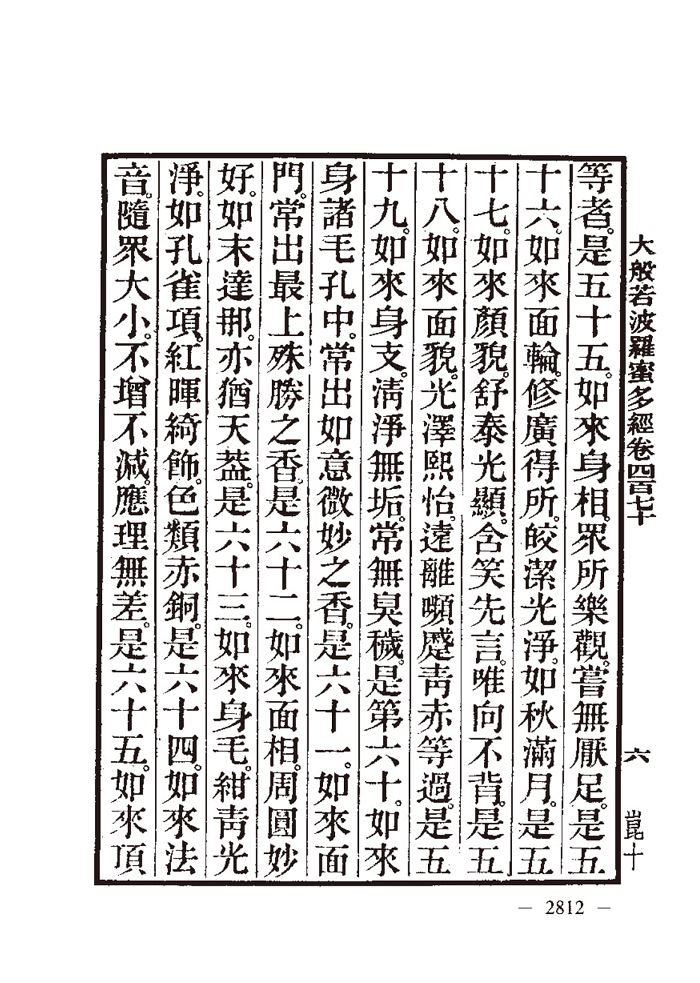 大般若波羅蜜多經卷四百七十
六
崑十
等者。是五十五。如來身相。眾所樂觀。嘗無厭足。是五
十六。如來面輪。修廣得所。皎潔光淨。如秋滿月。是五
十七。如來顏貌。舒泰光顯。含笑先言。唯向不背。是五
十八。如來面貌。光澤熙怡。遠離顰蹙青赤等過。是五
十九。如來身支。清淨無垢。常無臭穢。是第六十。如來
身諸毛孔中。常出如意微妙之香。是六十一。如來面
門。常出最上殊勝之香。是六十二。如來面相。周圓妙
好。如末達那。亦猶天蓋。是六十三。如來身毛。紺青光
淨。如孔雀項。紅暉綺飾。色類赤銅。是六十四。如來法
音。隨眾大小。不增不減。應理無差。是六十五。如來頂
— 2812 —